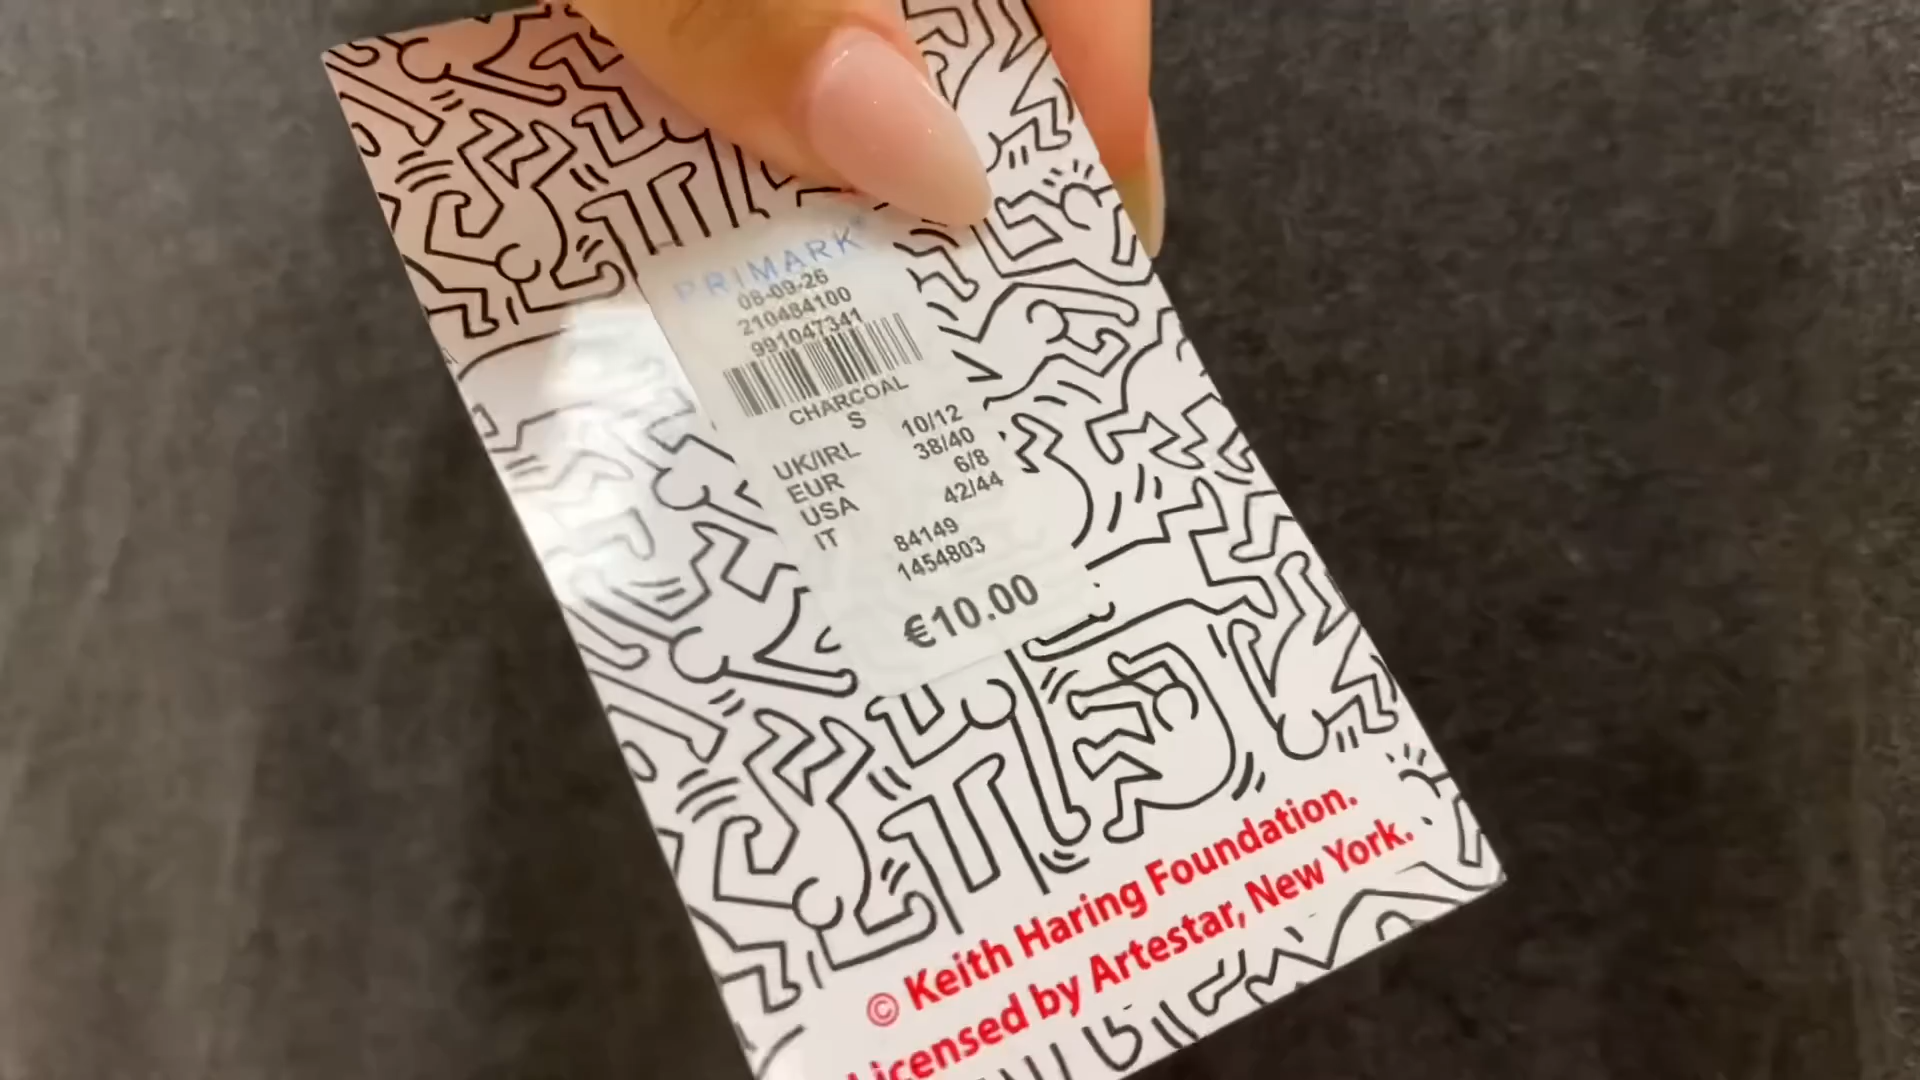 PRIMARK
08-09-26
210484100
991047341
CHARCOAL
S
UK/IRL 10/12
EUR 38/40
USA 6/8
IT 42/44
84149
1454803
€10.00
© Keith Haring Foundation.
Licensed by Artestar, New York.